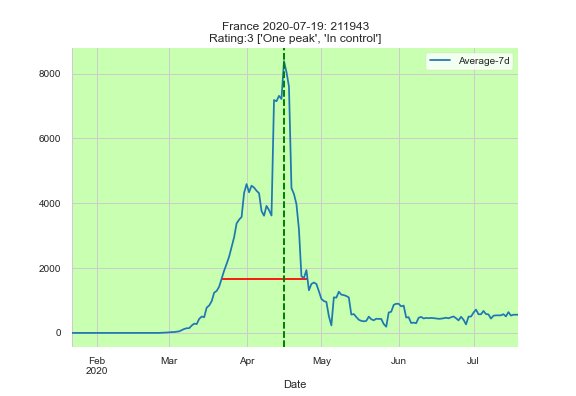 France 2020-07-19: 211943
Rating:3 ['One peak', 'In control']
Average-7d
8000
6000
4000
2000
0
Feb
2020
Mar
Apr
May
Jun
Jul
Date